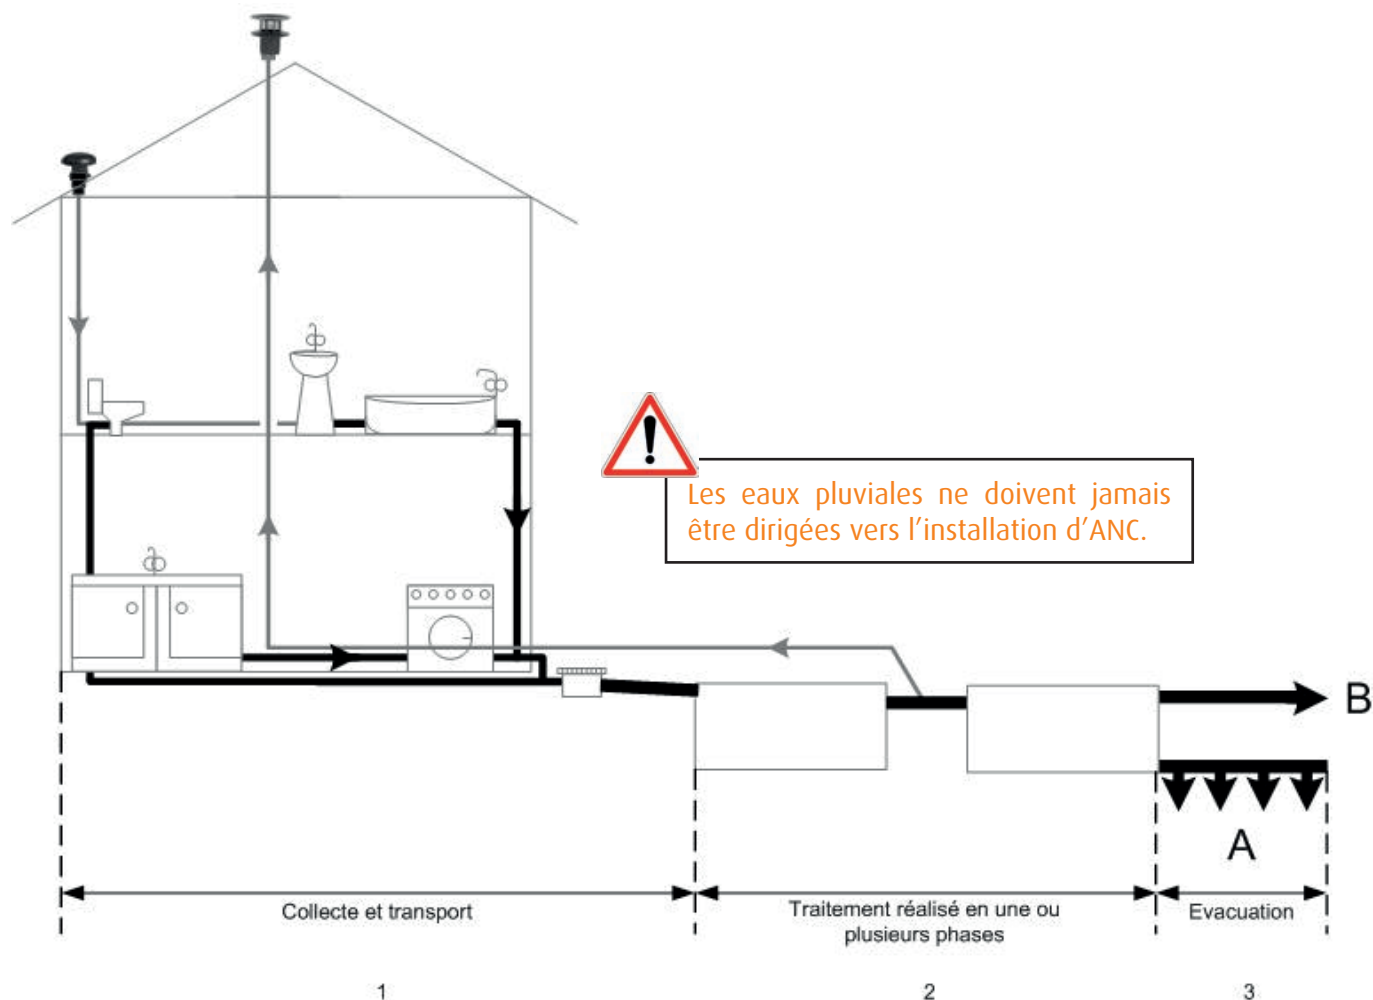 Les eaux pluviales ne doivent jamais
être dirigées vers l’installation d’ANC.
B
A
Collecte et transport
Traitement réalisé en une ou
plusieurs phases
Evacuation
1
2
3